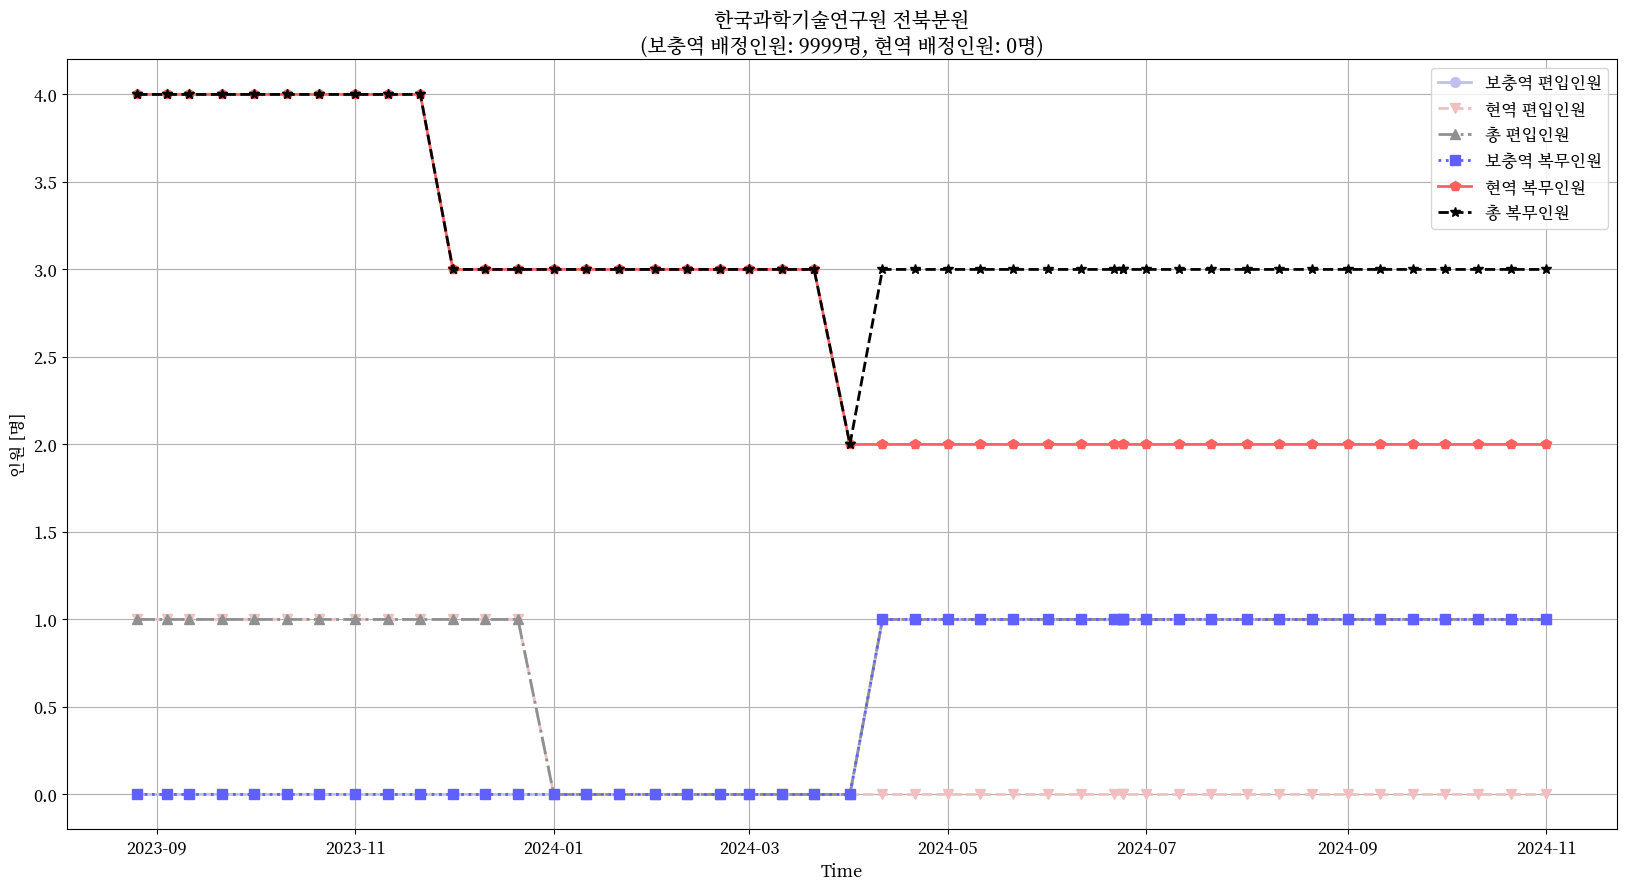 한국과학기술연구원 전북분원
(보충역 배정인원: 9999명, 현역 배정인원: 0명)
보충역 편입인원
현역 편입인원
총 편입인원
보충역 복무인원
현역 복무인원
총 복무인원
4.0
3.5
3.0
2.5
2.0
1.5
1.0
0.5
0.0
인원 [명]
2023-09
2023-11
2024-01
2024-03
2024-05
2024-07
2024-09
2024-11
Time